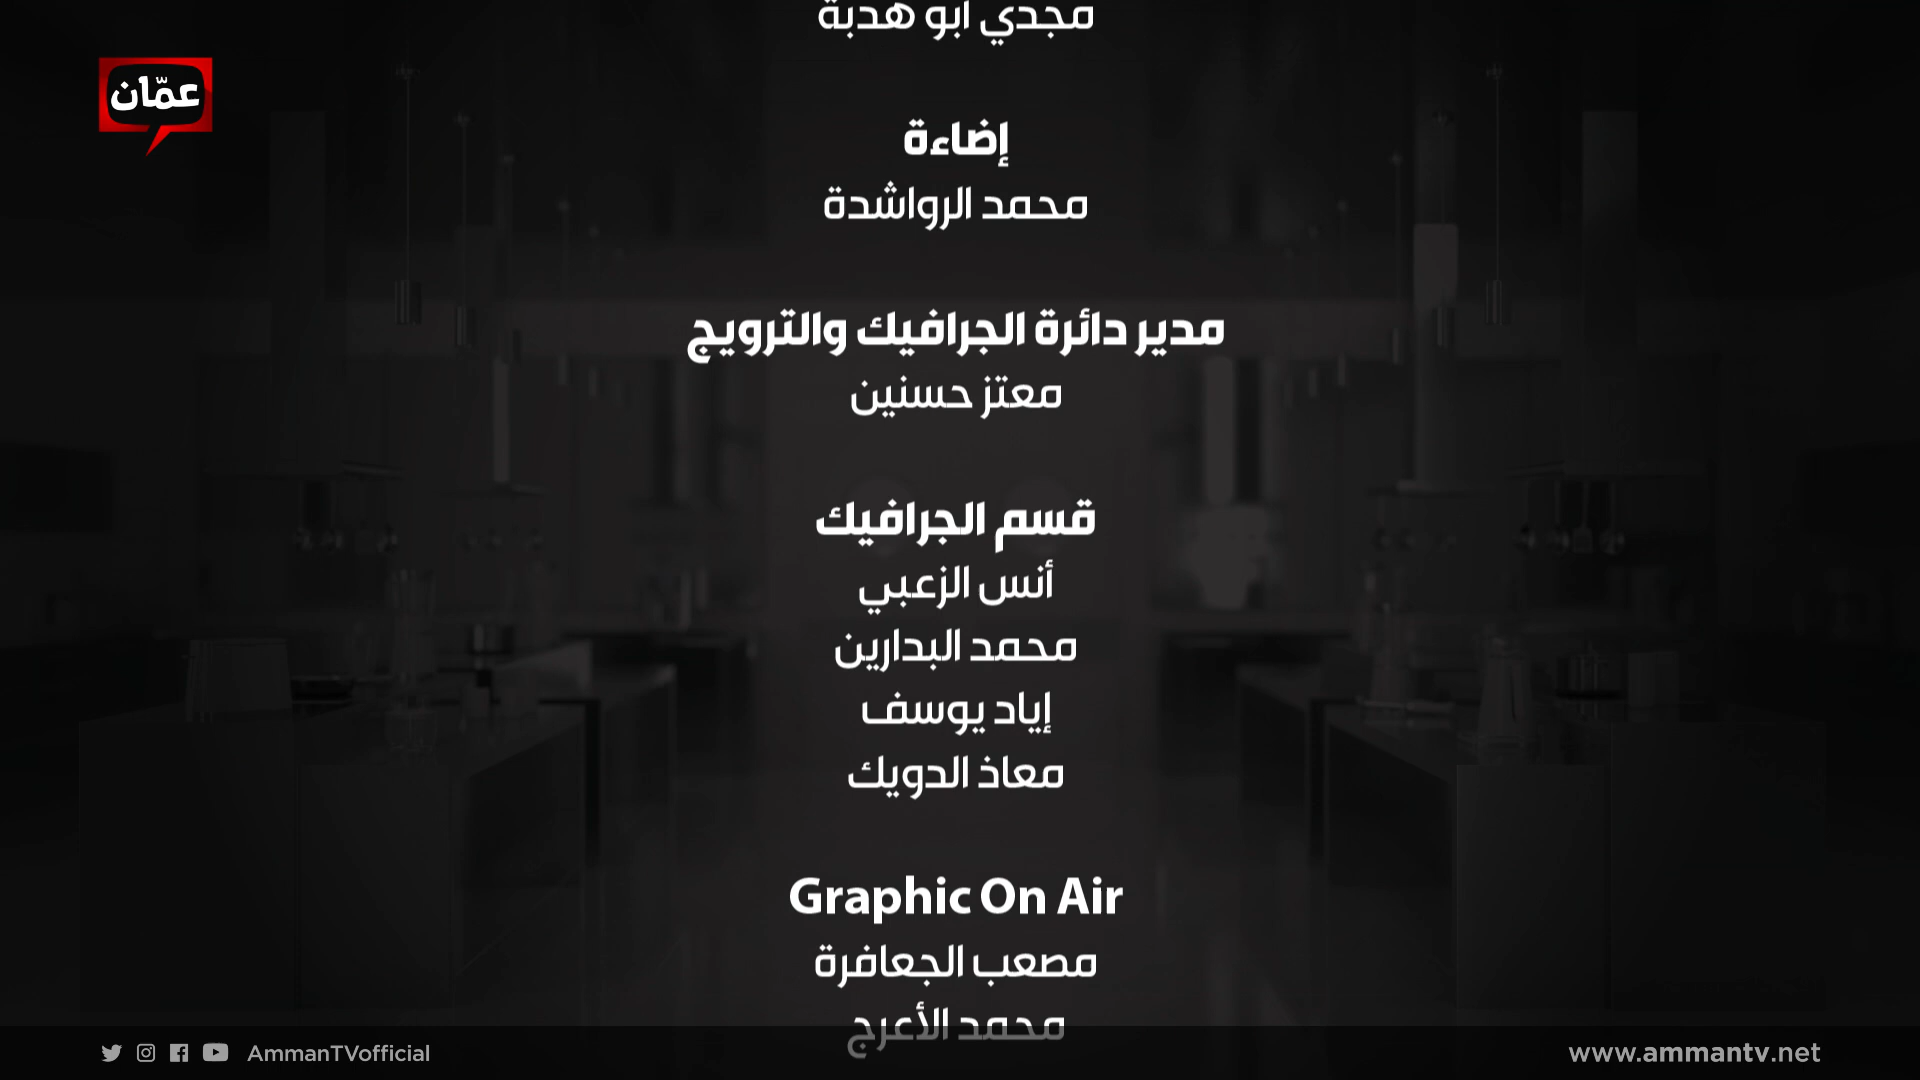 مجدي أبو هدبة
عمّان
إضاءة
محمد الرواشدة
مدير دائرة الجرافيك والترويج
معتز حسنين
قسم الجرافيك
أنس الزعبي
محمد البدارين
إياد يوسف
معاذ الدويك
Graphic On Air
مصعب الجعافرة
محمد الأعرج
AmmanTVofficial
www.ammantv.net